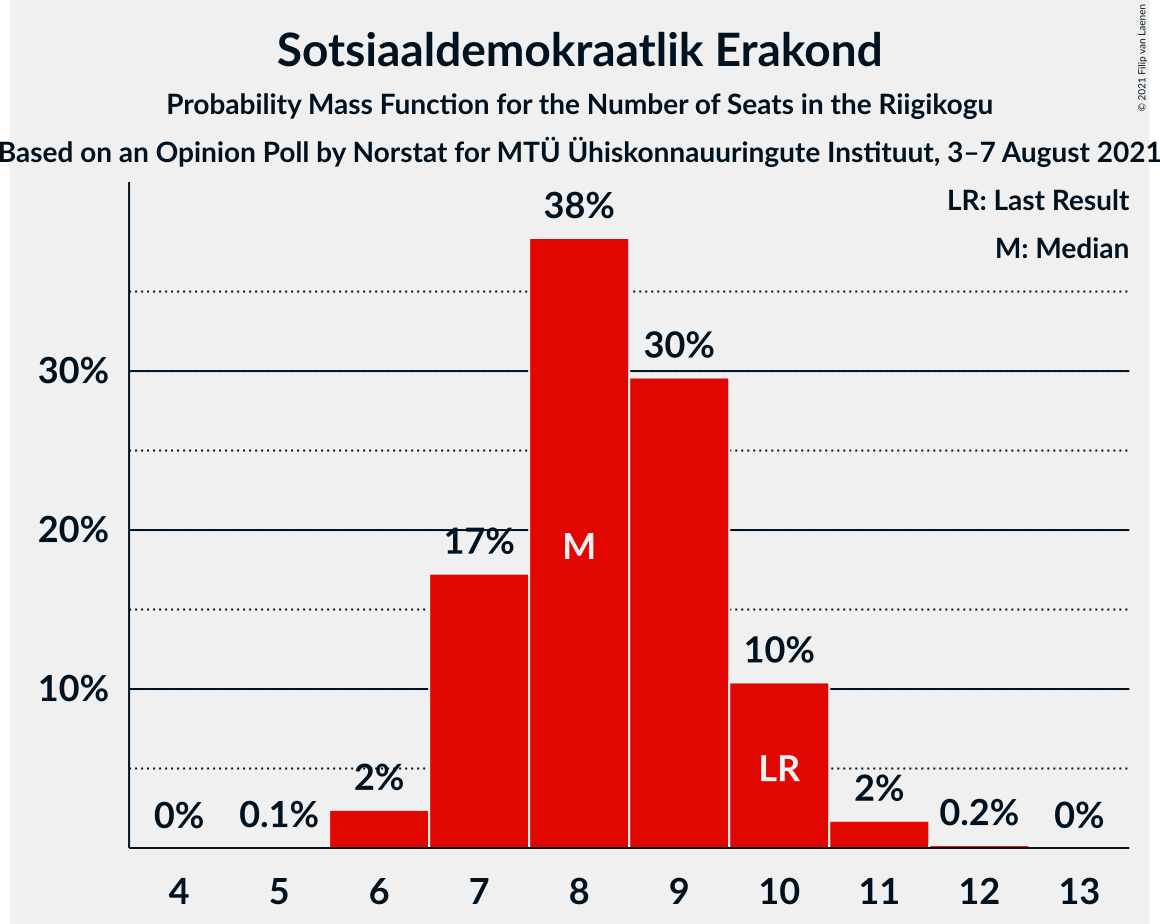 Sotsiaaldemokraatlik Erakond
Probability Mass Function for the Number of Seats in the Riigikogu
Based on an Opinion Poll by Norstat for MTÜ Ühiskonnauuringute Instituut, 3–7 August 2021
© 2021 Filip van Laenen
LR: Last Result
M: Median
38%
30%
30%
20%
17%
M
10%
10%
LR
2%
2%
0%
0.1%
0.2%
0%
4 5 6 7 8 9 10 11 12 13